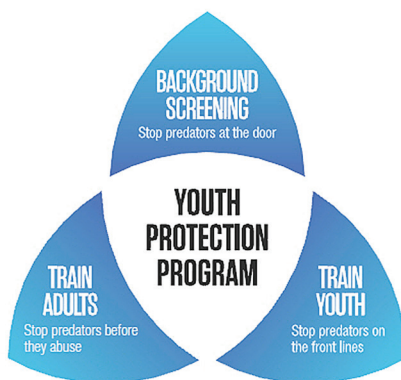 BACKGROUND
SCREENING
Stop predators at the door
YOUTH
PROTECTION
PROGRAM
TRAIN
ADULTS
Stop predators before
they abuse
TRAIN
YOUTH
Stop predators on
the front lines